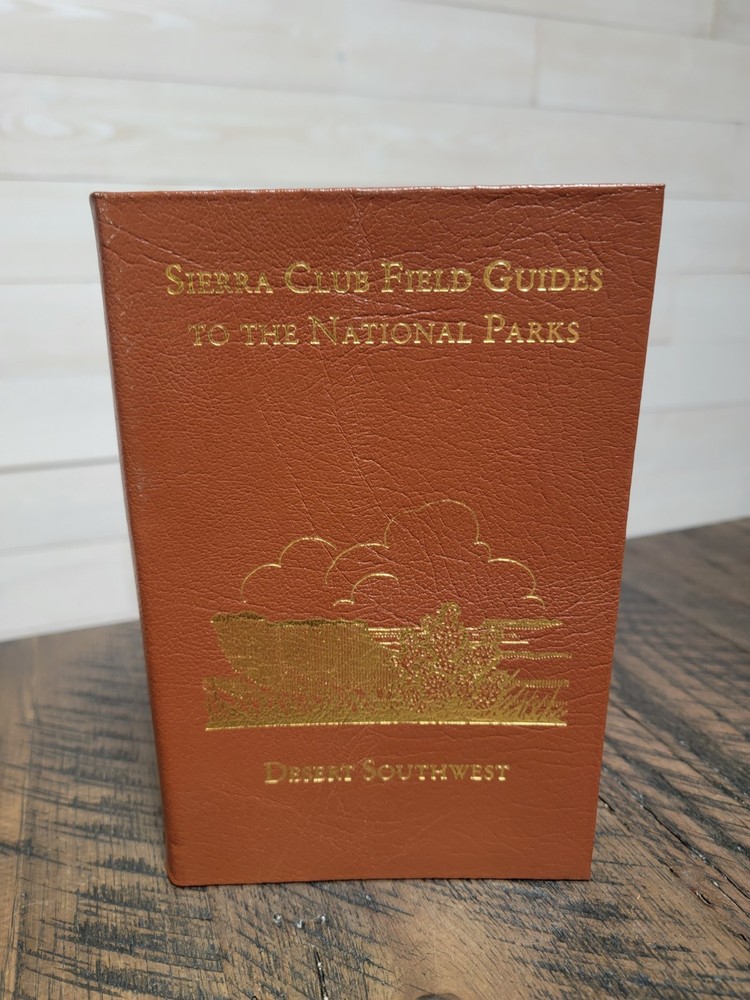 Sierra Club Field Guides
to the National Parks
Desert Southwest